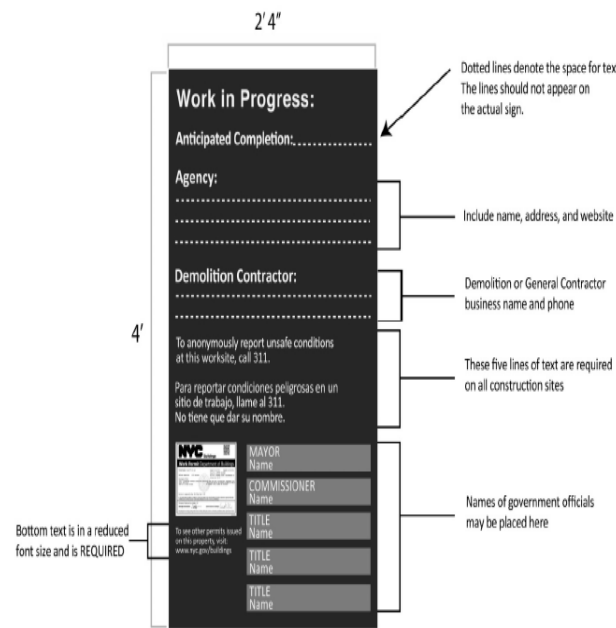 2' 4"
Dotted lines denote the space for tex
The lines should not appear on
the actual sign.
Work in Progress:
Anticipated Completion:
Agency:
Include name, address, and website
Demolition Contractor:
Demolition or General Contractor
business name and phone
4'
To anonymously report unsafe conditions
at this worksite, call 311.
Para reportar condiciones peligrosas en un
sitio de trabajo, llame al 311.
No tiene que dar su nombre.
These five lines of text are required
on all construction sites
NYC Buildings
Work Permit Department of Buildings
MAYOR
Name
COMMISSIONER
Name
TITLE
Name
TITLE
Name
TITLE
Name
Names of government officials
may be placed here
To see other permits issued
on this property, visit:
www.nyc.gov/buildings
Bottom text is in a reduced
font size and is REQUIRED